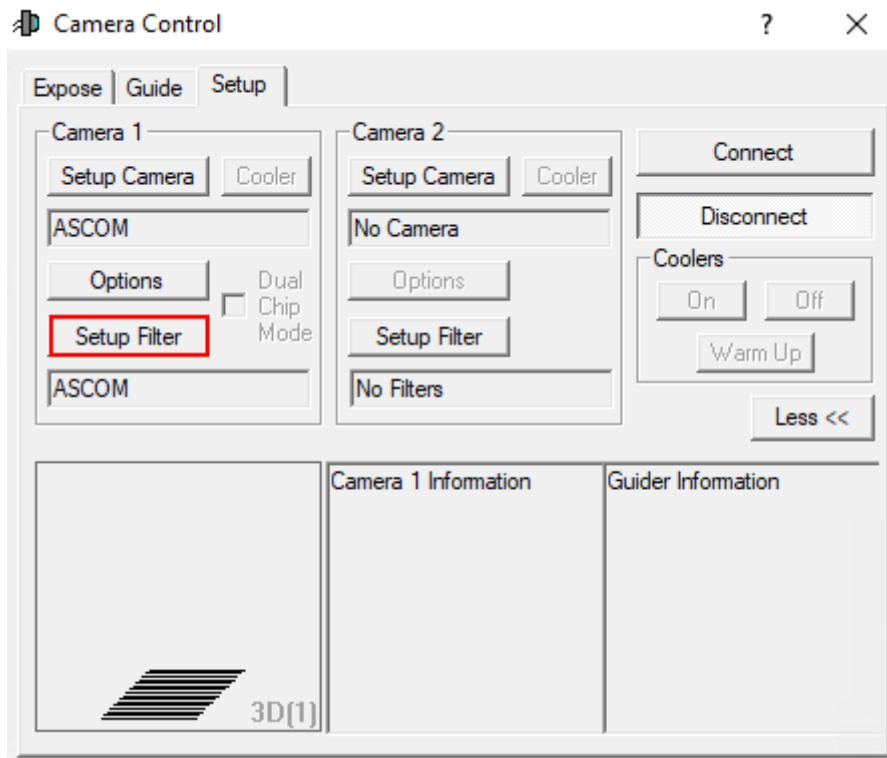 Camera Control
?
Expose Guide Setup
Camera 1
Setup Camera Cooler
ASCOM
Options
Dual
Chip
Mode
Setup Filter
ASCOM
Camera 2
Setup Camera Cooler
No Camera
Options
Setup Filter
No Filters
Connect
Disconnect
Coolers
On Off
Warm Up
Less <<
3D(1)
Camera 1 Information
Guider Information